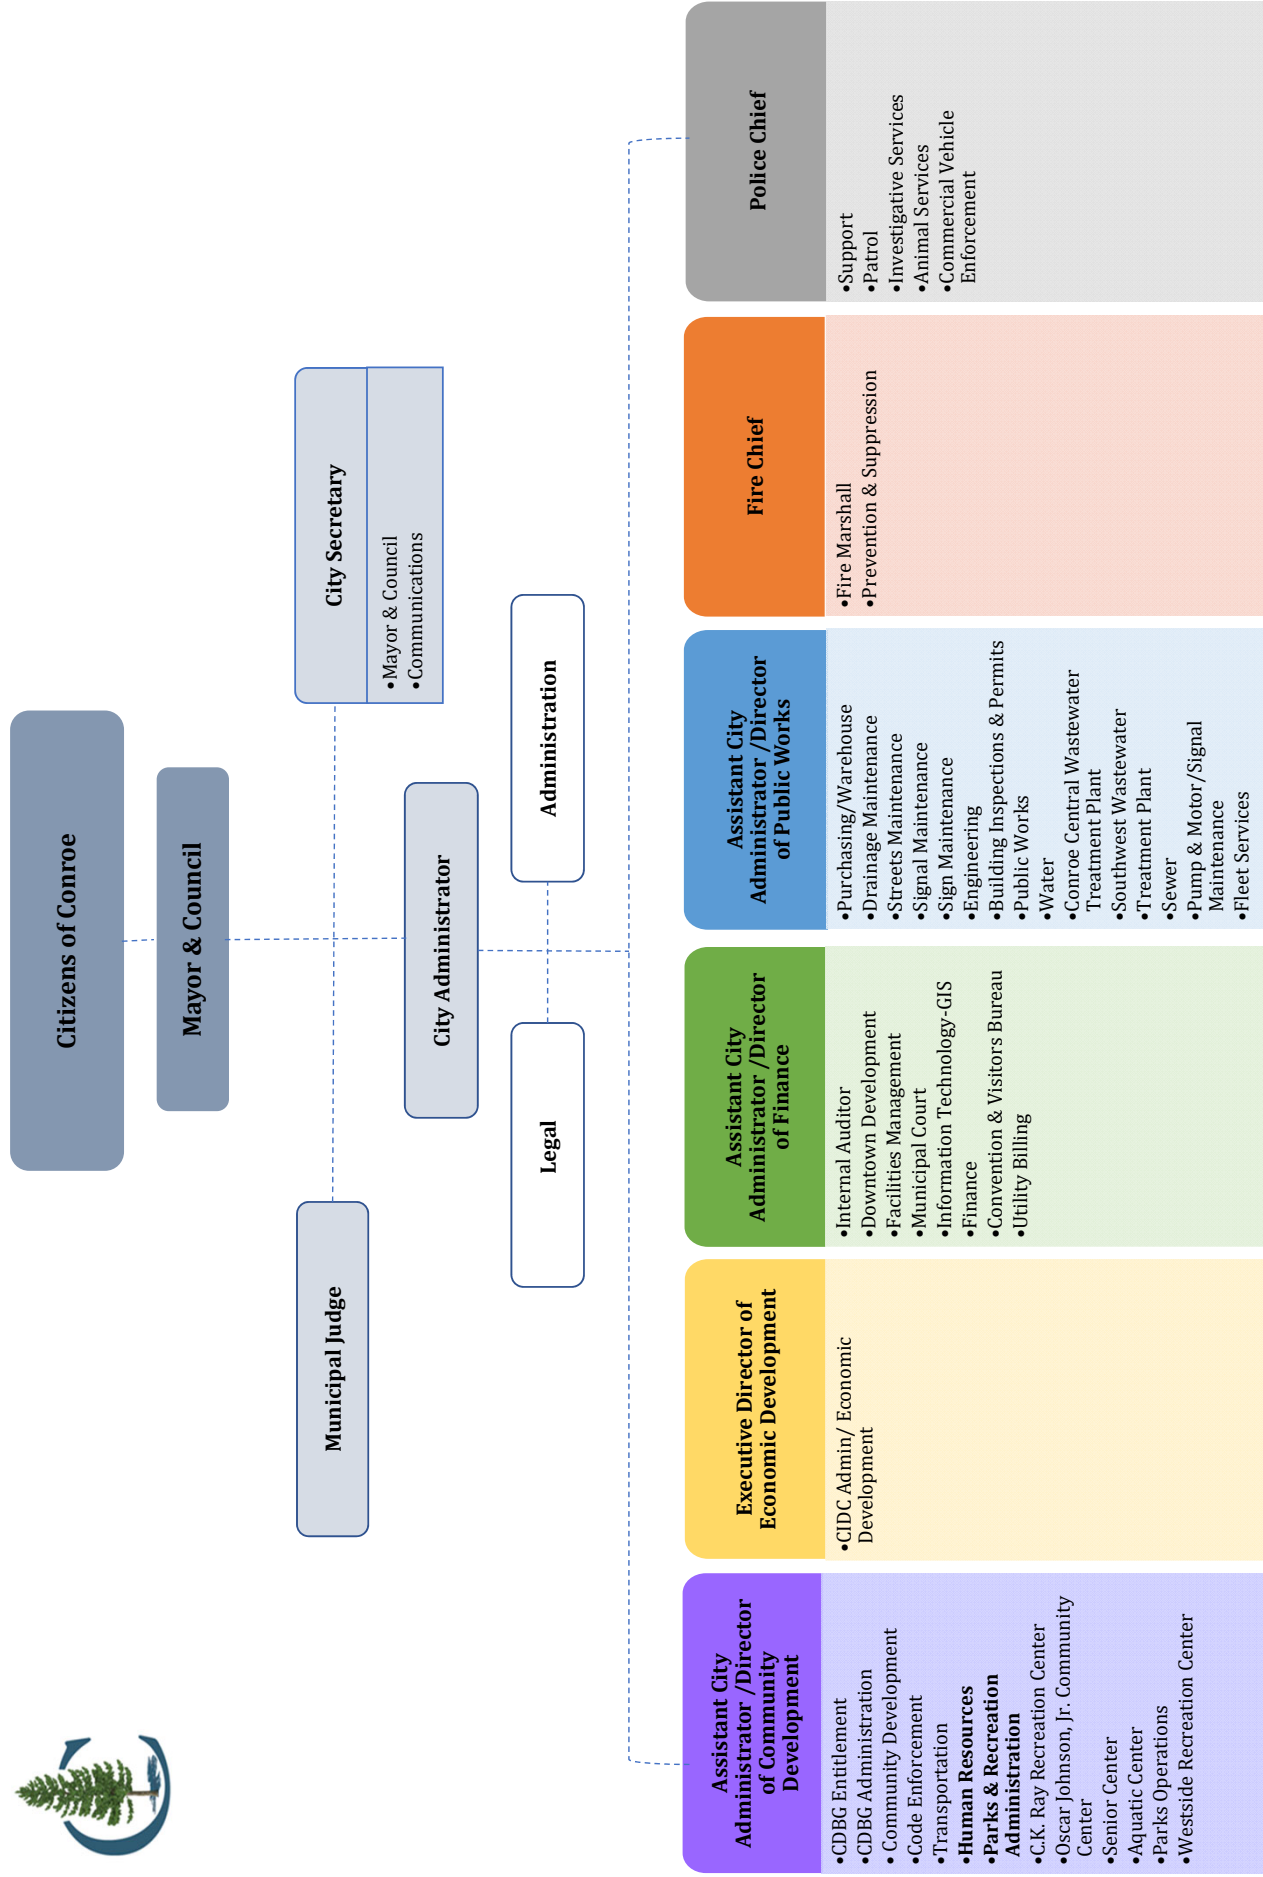 Citizens of Conroe
Mayor & Council
Municipal Judge
City Secretary
•Mayor & Council
•Communications
City Administrator
Legal
Administration
Assistant City
Administrator /Director
of Community
Development
•CDBG Entitlement
•CDBG Administration
• Community Development
•Code Enforcement
•Transportation
•Human Resources
•Parks & Recreation
Administration
•C.K. Ray Recreation Center
•Oscar Johnson, Jr. Community
Center
•Senior Center
•Aquatic Center
•Parks Operations
•Westside Recreation Center
Executive Director of
Economic Development
•CIDC Admin/ Economic
Development
Assistant City
Administrator /Director
of Finance
•Internal Auditor
•Downtown Development
•Facilities Management
•Municipal Court
•Information Technology-GIS
•Finance
•Convention & Visitors Bureau
•Utility Billing
Assistant City
Administrator /Director
of Public Works
•Purchasing/Warehouse
•Drainage Maintenance
•Streets Maintenance
•Signal Maintenance
•Sign Maintenance
•Engineering
•Building Inspections & Permits
•Public Works
•Water
•Conroe Central Wastewater
Treatment Plant
•Southwest Wastewater
•Treatment Plant
•Sewer
•Pump & Motor/Signal
Maintenance
•Fleet Services
Fire Chief
•Fire Marshall
•Prevention & Suppression
Police Chief
•Support
•Patrol
•Investigative Services
•Animal Services
•Commercial Vehicle
Enforcement